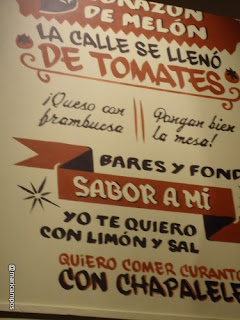 CORAZÓN
DE MELÓN
LA CALLE SE LLENÓ
DE TOMATES
¡Queso con
frambuesa
Pongan bien
la mesa!
BARES Y FOND
SABOR A MÍ
YO TE QUIERO
CON LIMÓN Y SAL
QUIERO COMER CURANTO
CON CHAPALELE